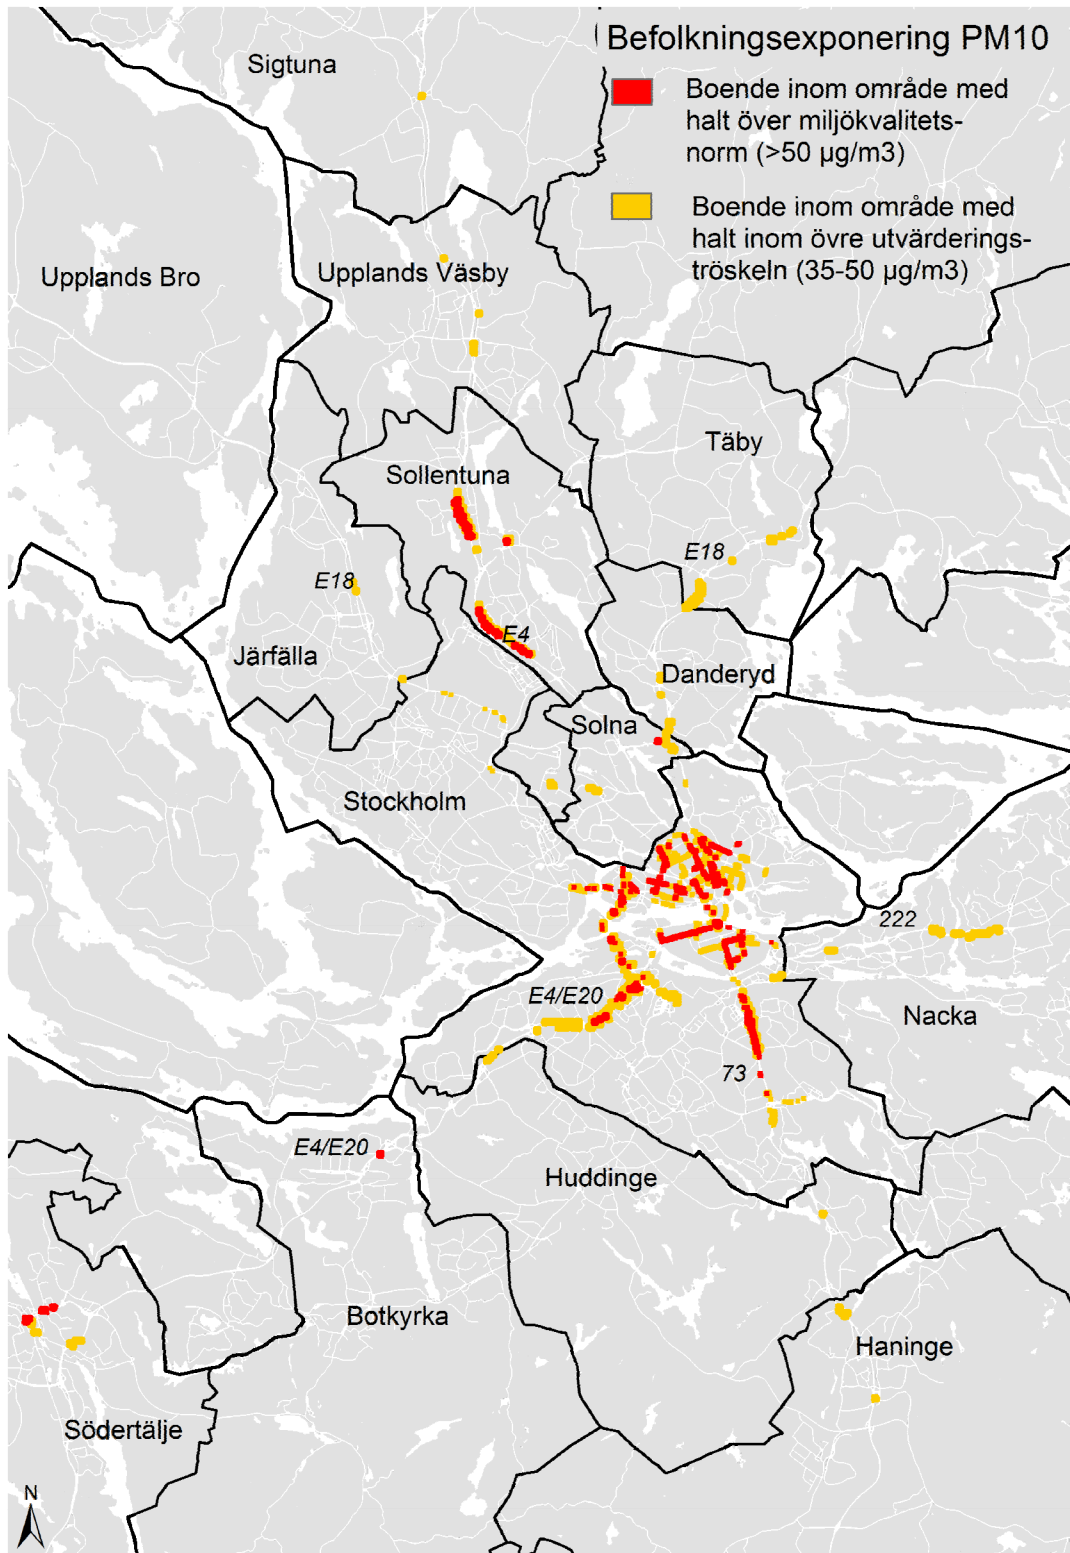 Befolkningsexponering PM10
Boende inom område med
halt över miljökvalitets-
norm (>50 µg/m3)
Boende inom område med
halt inom övre utvärderings-
tröskeln (35-50 µg/m3)
Sigtuna
Upplands Bro
Upplands Väsby
Täby
Sollentuna
E18
E18
E4
Järfälla
Danderyd
Solna
Stockholm
222
E4/E20
Nacka
73
E4/E20
Huddinge
Botkyrka
Haninge
Södertälje
N